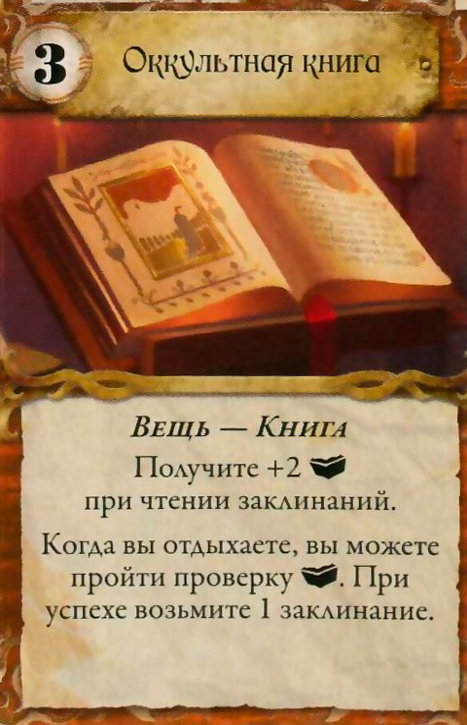 3
Оккультная книга
Вещь — Книга
Получите +2
при чтении заклинаний.
Когда вы отдыхаете, вы можете
пройти проверку . При
успехе возьмите 1 заклинание.